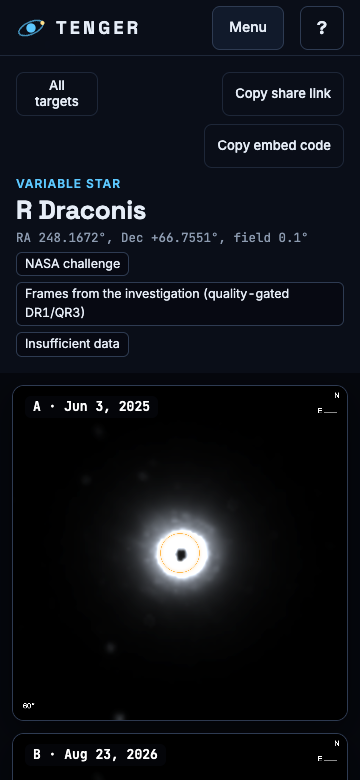 TENGER
Menu
?
All
targets
Copy share link
Copy embed code
VARIABLE STAR
R Draconis
RA 248.1672°, Dec +66.7551°, field 0.1°
NASA challenge
Frames from the investigation (quality-gated
DR1/QR3)
Insufficient data
A · Jun 3, 2025
N
E
60"
B · Aug 23, 2026
N
E